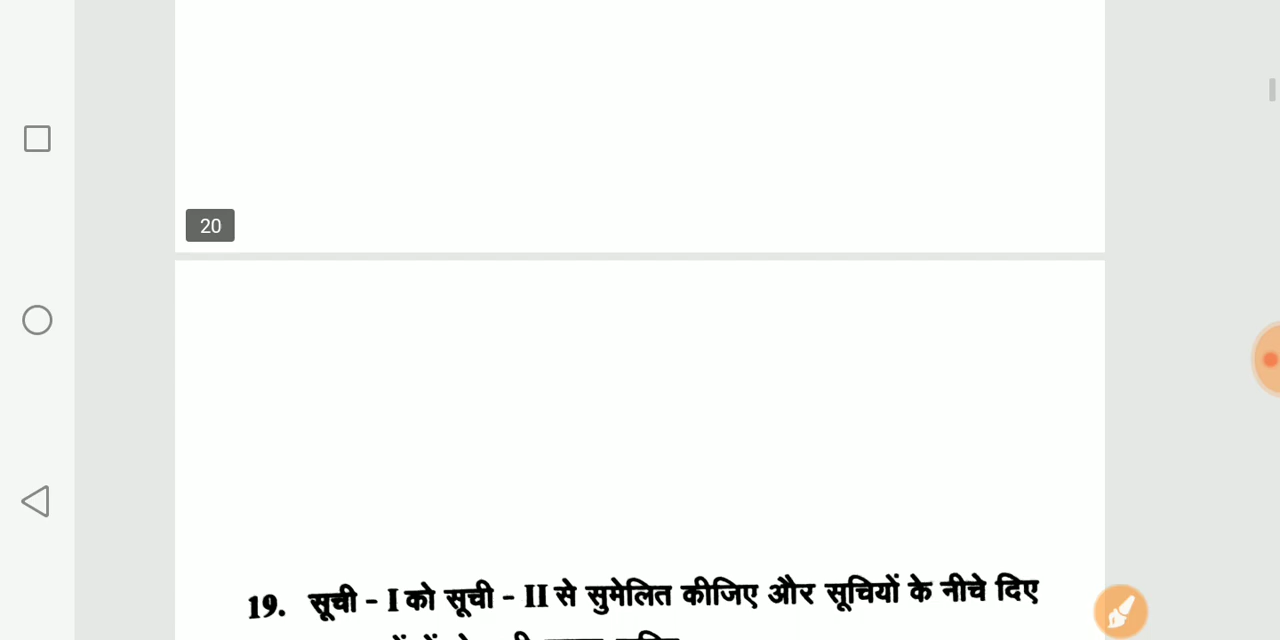 20
19. सूची - I को सूची - II से सुमेलित कीजिए और सूचियों के नीचे दिए